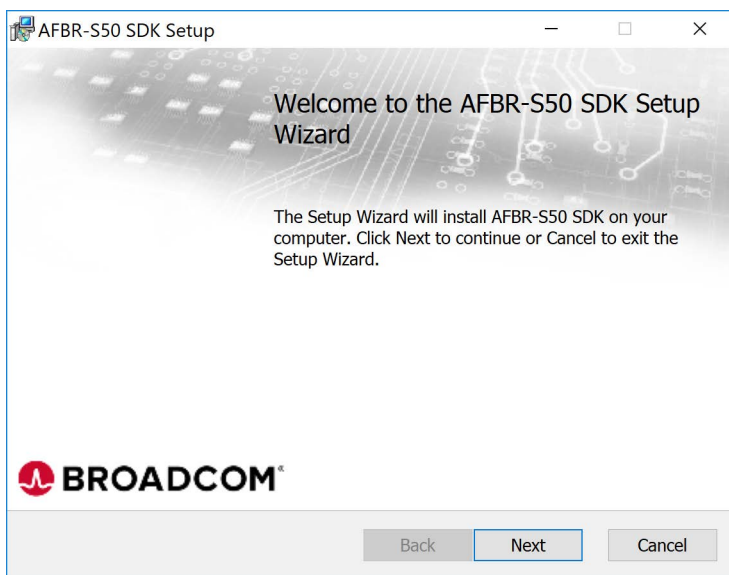 AFBR-S50 SDK Setup
Welcome to the AFBR-S50 SDK Setup
Wizard
The Setup Wizard will install AFBR-S50 SDK on your
computer. Click Next to continue or Cancel to exit the
Setup Wizard.
BROADCOM®
Back Next Cancel